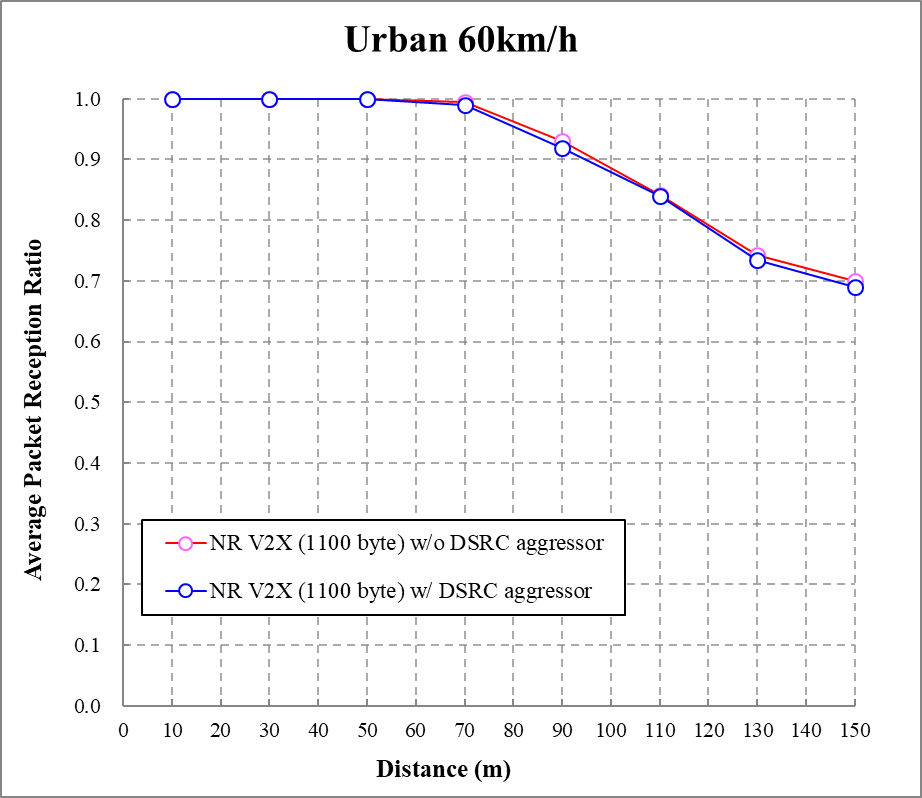 Urban 60km/h
1.0
0.9
0.8
0.7
0.6
0.5
0.4
0.3
0.2
0.1
0.0
Average Packet Reception Ratio
NR V2X (1100 byte) w/o DSRC aggressor
NR V2X (1100 byte) w/ DSRC aggressor
0 10 20 30 40 50 60 70 80 90 100 110 120 130 140 150
Distance (m)